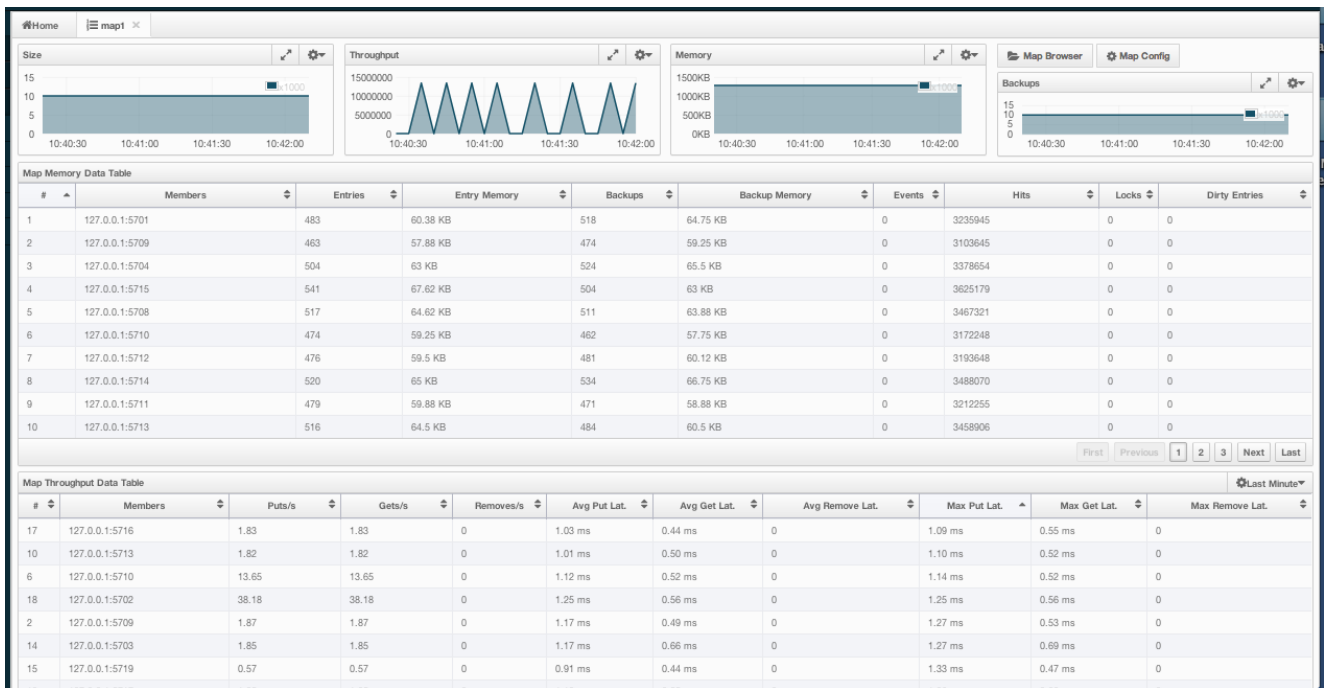 Home map1 ×
Size Throughput Memory Map Browser Map Config
Backups
15
10
5
0
x1000
10:40:30 10:41:00 10:41:30 10:42:00
15000000
10000000
5000000
0
10:40:30 10:41:00 10:41:30 10:42:00
1500KB
1000KB
500KB
0KB
x1000
10:40:30 10:41:00 10:41:30 10:42:00
15
10
5
0
x1000
10:40:30 10:41:00 10:41:30 10:42:00
Map Memory Data Table
# Members Entries Entry Memory Backups Backup Memory Events Hits Locks Dirty Entries
1 127.0.0.1:5701 483 60.38 KB 518 64.75 KB 0 3235945 0 0
2 127.0.0.1:5709 463 57.88 KB 474 59.25 KB 0 3103645 0 0
3 127.0.0.1:5704 504 63 KB 524 65.5 KB 0 3378654 0 0
4 127.0.0.1:5715 541 67.62 KB 504 63 KB 0 3625179 0 0
5 127.0.0.1:5708 517 64.62 KB 511 63.88 KB 0 3467321 0 0
6 127.0.0.1:5710 474 59.25 KB 462 57.75 KB 0 3172248 0 0
7 127.0.0.1:5712 476 59.5 KB 481 60.12 KB 0 3193648 0 0
8 127.0.0.1:5714 520 65 KB 534 66.75 KB 0 3488070 0 0
9 127.0.0.1:5711 479 59.88 KB 471 58.88 KB 0 3212255 0 0
10 127.0.0.1:5713 516 64.5 KB 484 60.5 KB 0 3458906 0 0
First Previous 1 2 3 Next Last
Map Throughput Data Table Last Minute
# Members Puts/s Gets/s Removes/s Avg Put Lat. Avg Get Lat. Avg Remove Lat. Max Put Lat. Max Get Lat. Max Remove Lat.
17 127.0.0.1:5716 1.83 1.83 0 1.03 ms 0.44 ms 0 1.09 ms 0.55 ms 0
10 127.0.0.1:5713 1.82 1.82 0 1.01 ms 0.50 ms 0 1.10 ms 0.52 ms 0
6 127.0.0.1:5710 13.65 13.65 0 1.12 ms 0.52 ms 0 1.14 ms 0.52 ms 0
18 127.0.0.1:5702 38.18 38.18 0 1.25 ms 0.56 ms 0 1.25 ms 0.56 ms 0
2 127.0.0.1:5709 1.87 1.87 0 1.17 ms 0.49 ms 0 1.27 ms 0.53 ms 0
14 127.0.0.1:5703 1.85 1.85 0 1.17 ms 0.66 ms 0 1.27 ms 0.69 ms 0
15 127.0.0.1:5719 0.57 0.57 0 0.91 ms 0.44 ms 0 1.33 ms 0.47 ms 0